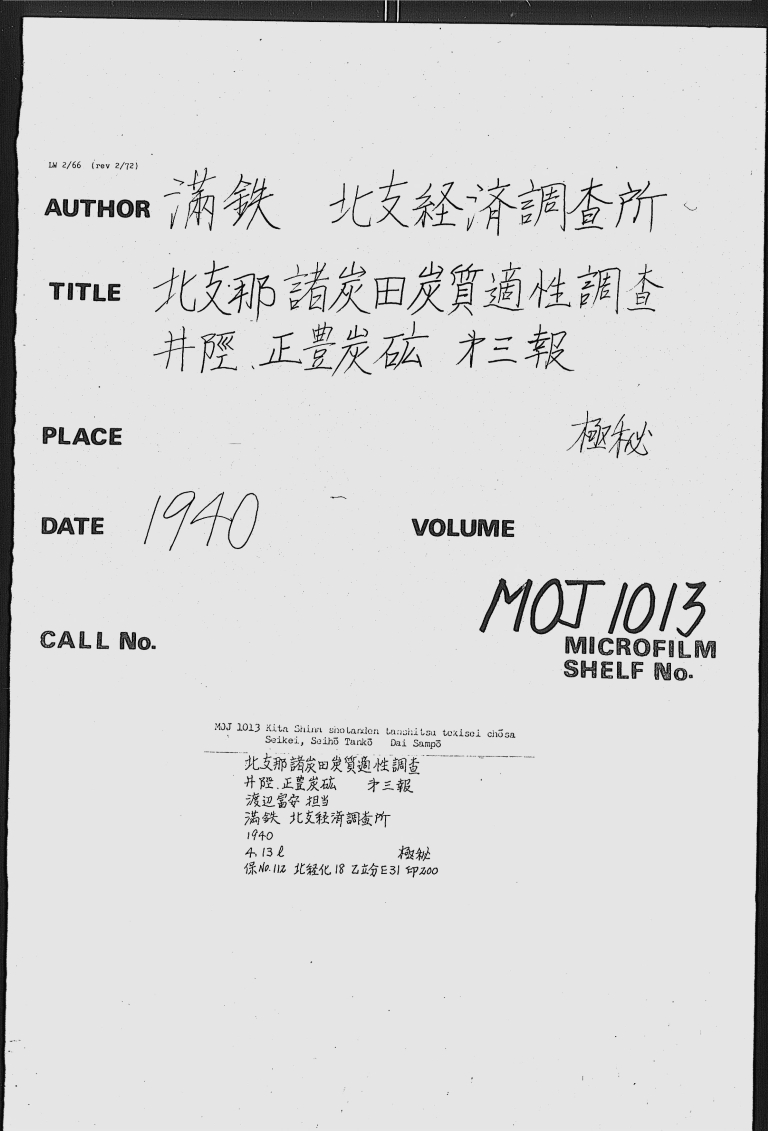 LW 2/66 (rev 2/72)
AUTHOR 満鉄 北支経済調査所
TITLE 北支那諸炭田炭質適性調査
井陘.正豊炭砿 才三報
PLACE
極秘
DATE 1940
VOLUME
MOJ 1013
CALL No.
MICROFILM
SHELF No.
MOJ 1013 Kita Shina shotanden tanshitsu tekisei chōsa
Seikei, Seihō Tankō Dai Sampō
北支那諸炭田炭質適性調査
井陘.正豊炭砿 才三報
渡辺富安 担当
満鉄 北支経済調査所
1940
4, 13 ℓ 極秘
保No.112 北経化 18 乙立分E31 印200